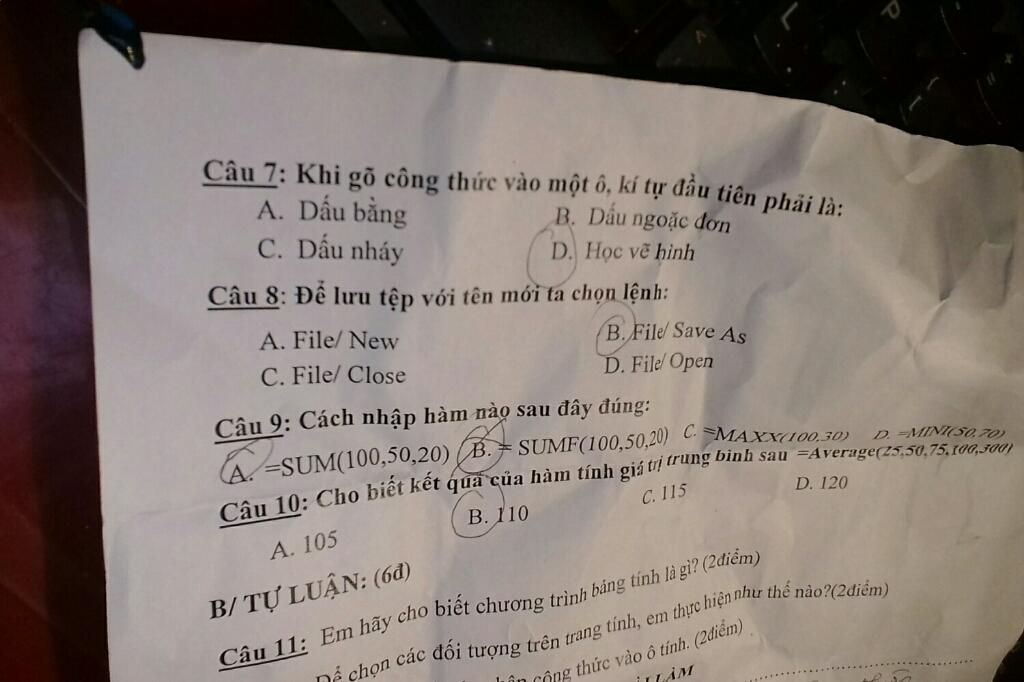 Câu 7: Khi gõ công thức vào một ô, kí tự đầu tiên phải là:
A. Dấu bằng B. Dấu ngoặc đơn
C. Dấu nháy D. Học vẽ hình
Câu 8: Để lưu tệp với tên mới ta chọn lệnh:
A. File/ New B. File/ Save As
C. File/ Close D. File/ Open
Câu 9: Cách nhập hàm nào sau đây đúng:
A. =SUM(100,50,20) B. = SUMF(100,50,20) C. =MAXX(100,30) D. =MINI(50,70)
Câu 10: Cho biết kết quả của hàm tính giá trị trung bình sau =Average(25,50,75,100,300)
A. 105 B. 110 C. 115 D. 120
B/ TỰ LUẬN: (6đ)
Câu 11: Em hãy cho biết chương trình bảng tính là gì? (2điểm)
Để chọn các đối tượng trên trang tính, em thực hiện như thế nào?(2điểm)
công thức vào ô tính. (2điểm)
LÀM